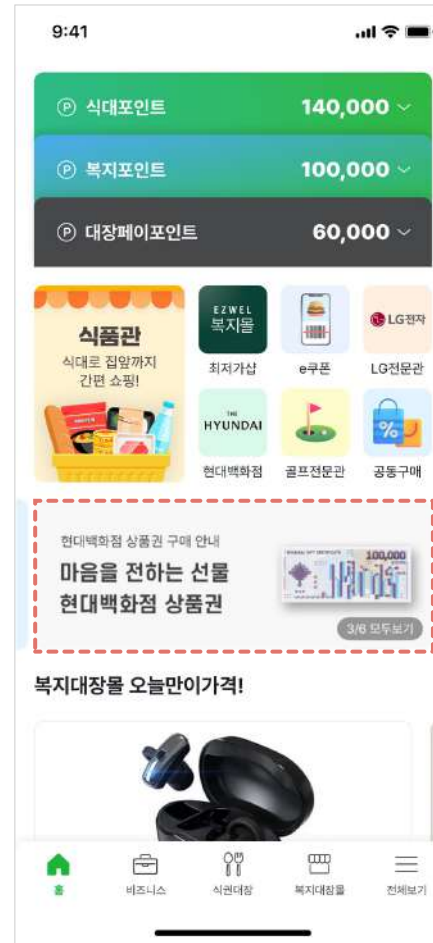 9:41
식대포인트 140,000
복지포인트 100,000
대장페이포인트 60,000
식품관
식대로 집앞까지
간편 쇼핑!
EZWEL
복지몰
최저가샵
e쿠폰
LG전자
LG전문관
THE
HYUNDAI
현대백화점
골프전문관
%
공동구매
현대백화점 상품권 구매 안내
마음을 전하는 선물
현대백화점 상품권
100,000
3/6 모두보기
복지대장몰 오늘만이가격!
홈
비즈니스
식권대장
복지대장몰
전체보기